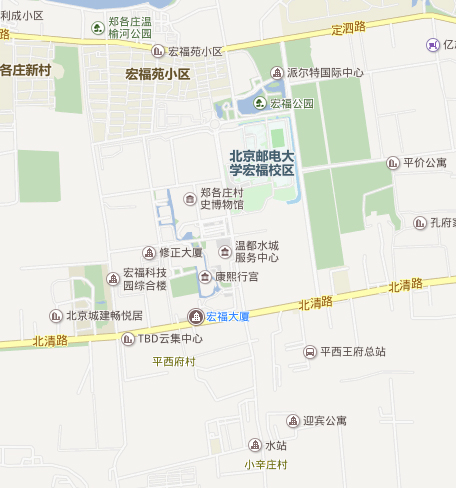 利成小区
郑各庄温
榆河公园
定泗路
宏福苑小区
各庄新村
宏福苑小区
派尔特国际中心
宏福公园
北京邮电大
学宏福校区
平价公寓
郑各庄村
史博物馆
孔府家
修正大厦
温都水城
服务中心
宏福科技
园综合楼
康熙行宫
北清路
北清路
北京城建畅悦居
宏福大厦
北清路
TBD云集中心
平西王府总站
平西府村
迎宾公寓
水站
小辛庄村